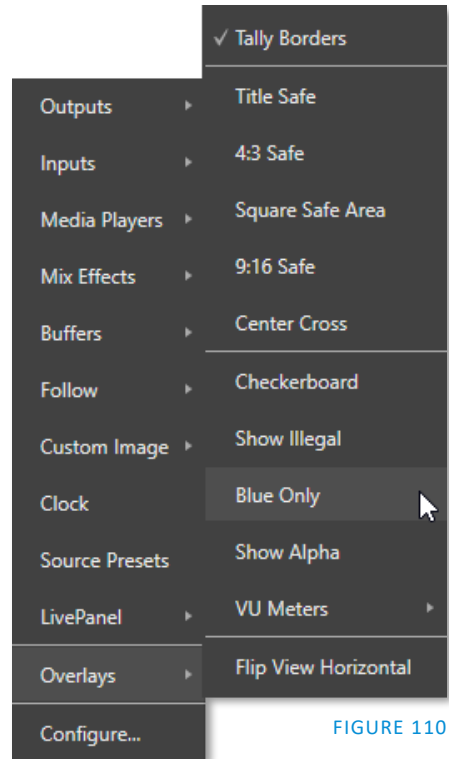 Outputs
Inputs
Media Players
Mix Effects
Buffers
Follow
Custom Image
Clock
Source Presets
LivePanel
Overlays
Configure...
✓ Tally Borders
Title Safe
4:3 Safe
Square Safe Area
9:16 Safe
Center Cross
Checkerboard
Show Illegal
Blue Only
Show Alpha
VU Meters
Flip View Horizontal
FIGURE 110